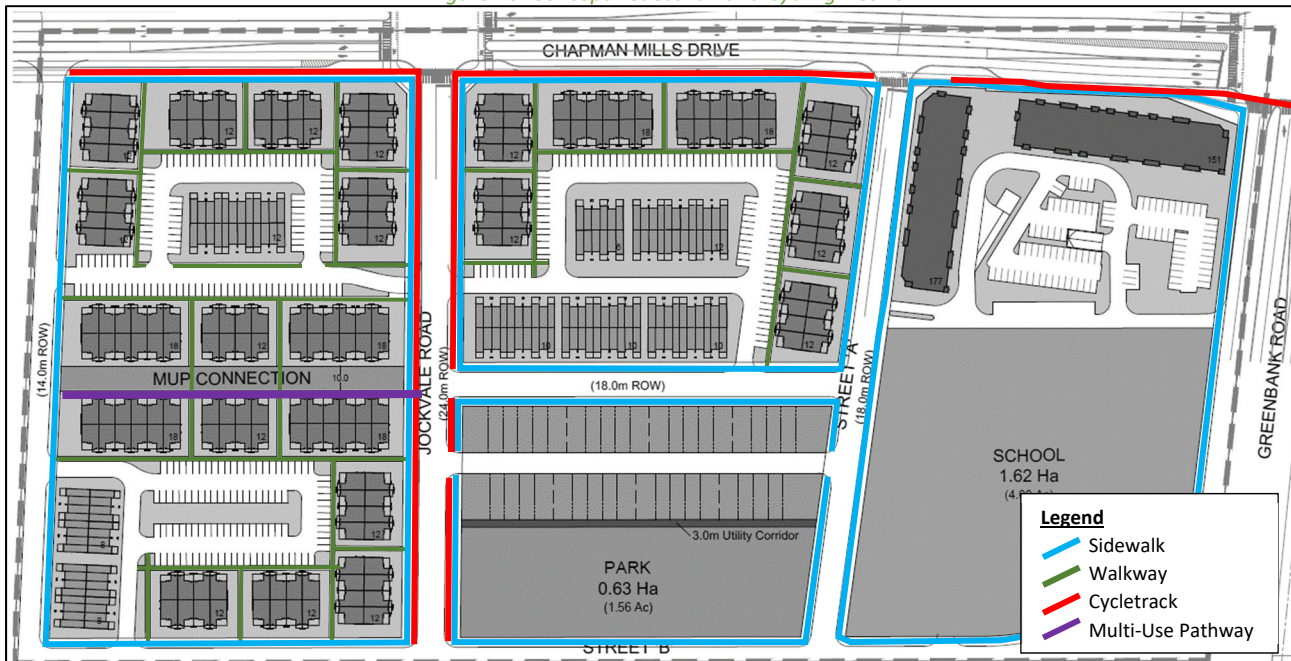 CHAPMAN MILLS DRIVE
12
12
12
12
18
18
12
151
12
12
12
12
6
12
12
177
12
10
10
10
12
18
12
18
(14.0m ROW)
MUP CONNECTION
10.0
JOCKVALE ROAD
(24.0m ROW)
(18.0m ROW)
STREET 'A'
(18.0m ROW)
GREENBANK ROAD
18
12
18
SCHOOL
1.62 Ha
12
8
8
12
12
12
3.0m Utility Corridor
PARK
0.63 Ha
(1.56 Ac)
STREET 'B'
Legend
Sidewalk
Walkway
Cycletrack
Multi-Use Pathway